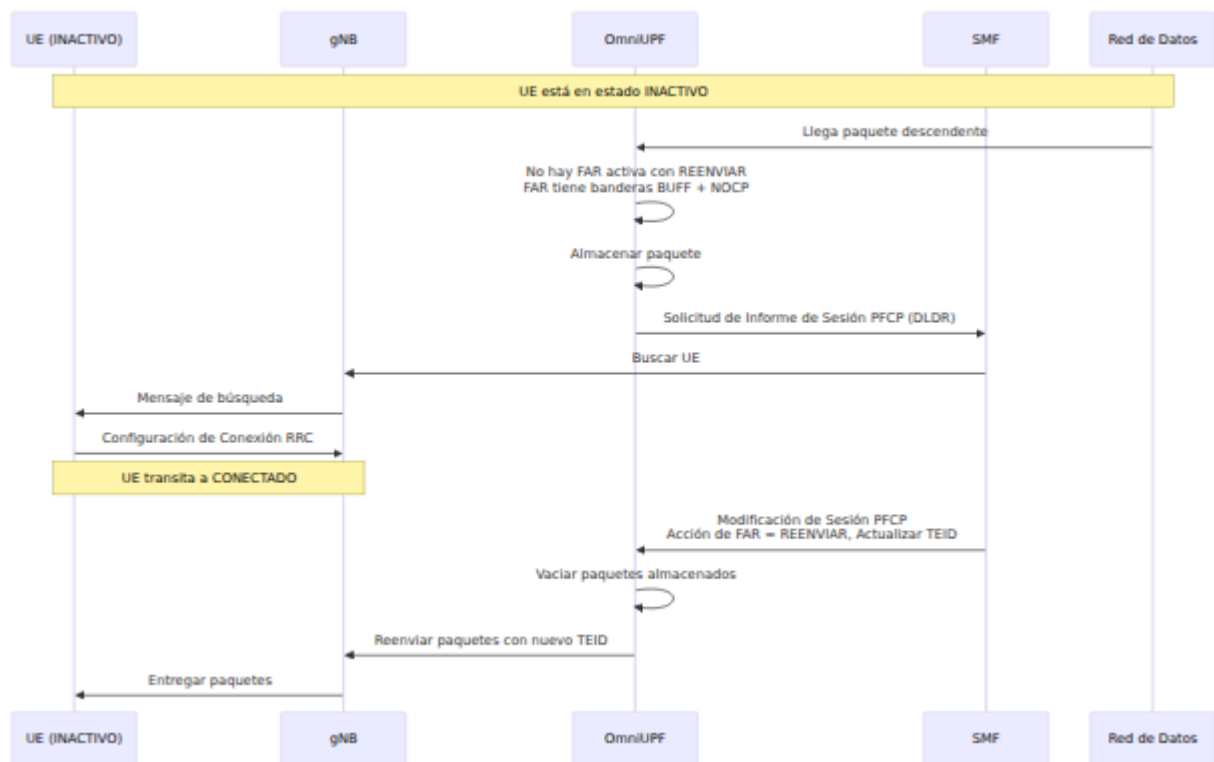 UE (INACTIVO)
gNB
OmniUPF
SMF
Red de Datos
UE está en estado INACTIVO
Llega paquete descendente
No hay FAR activa con REENVIAR
FAR tiene banderas BUFF + NOCP
Almacenar paquete
Solicitud de Informe de Sesión PFCP (DLDR)
Buscar UE
Mensaje de búsqueda
Configuración de Conexión RRC
UE transita a CONECTADO
Modificación de Sesión PFCP
Acción de FAR = REENVIAR, Actualizar TEID
Vaciar paquetes almacenados
Reenviar paquetes con nuevo TEID
Entregar paquetes
UE (INACTIVO)
gNB
OmniUPF
SMF
Red de Datos